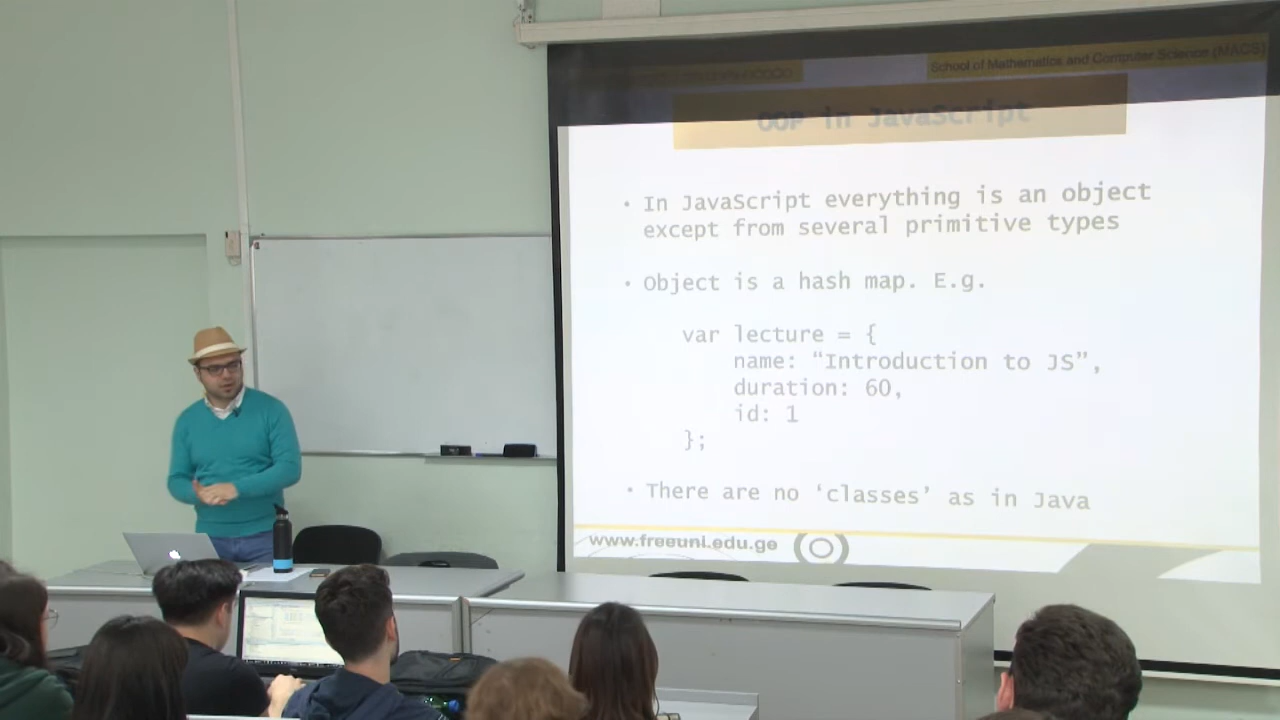 School of Mathematics and Computer Science (MACS)
OOP in JavaScript
• In JavaScript everything is an object
except from several primitive types
• Object is a hash map. E.g.
var lecture = {
name: “Introduction to JS”,
duration: 60,
id: 1
};
• There are no ‘classes’ as in Java
www.freeuni.edu.ge